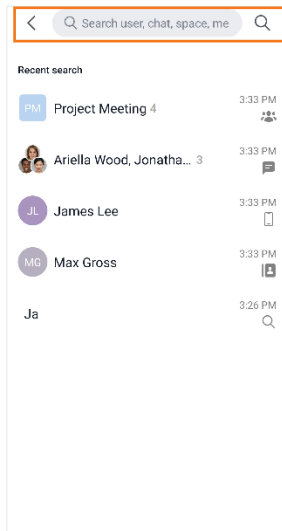 Search user, chat, space, me
Recent search
PM Project Meeting 4 3:33 PM
Ariella Wood, Jonatha... 3 3:33 PM
JL James Lee 3:33 PM
MG Max Gross 3:33 PM
Ja 3:26 PM